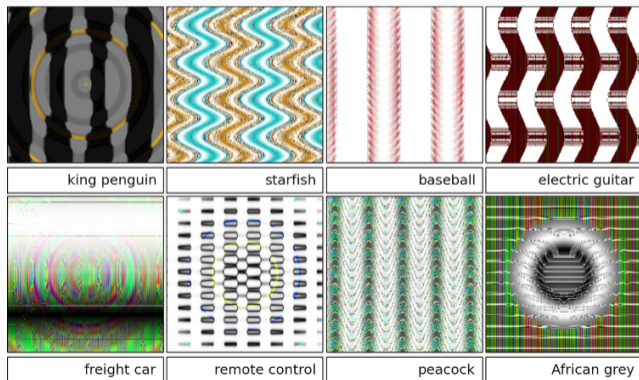 king penguin
starfish
baseball
electric guitar
freight car
remote control
peacock
African grey